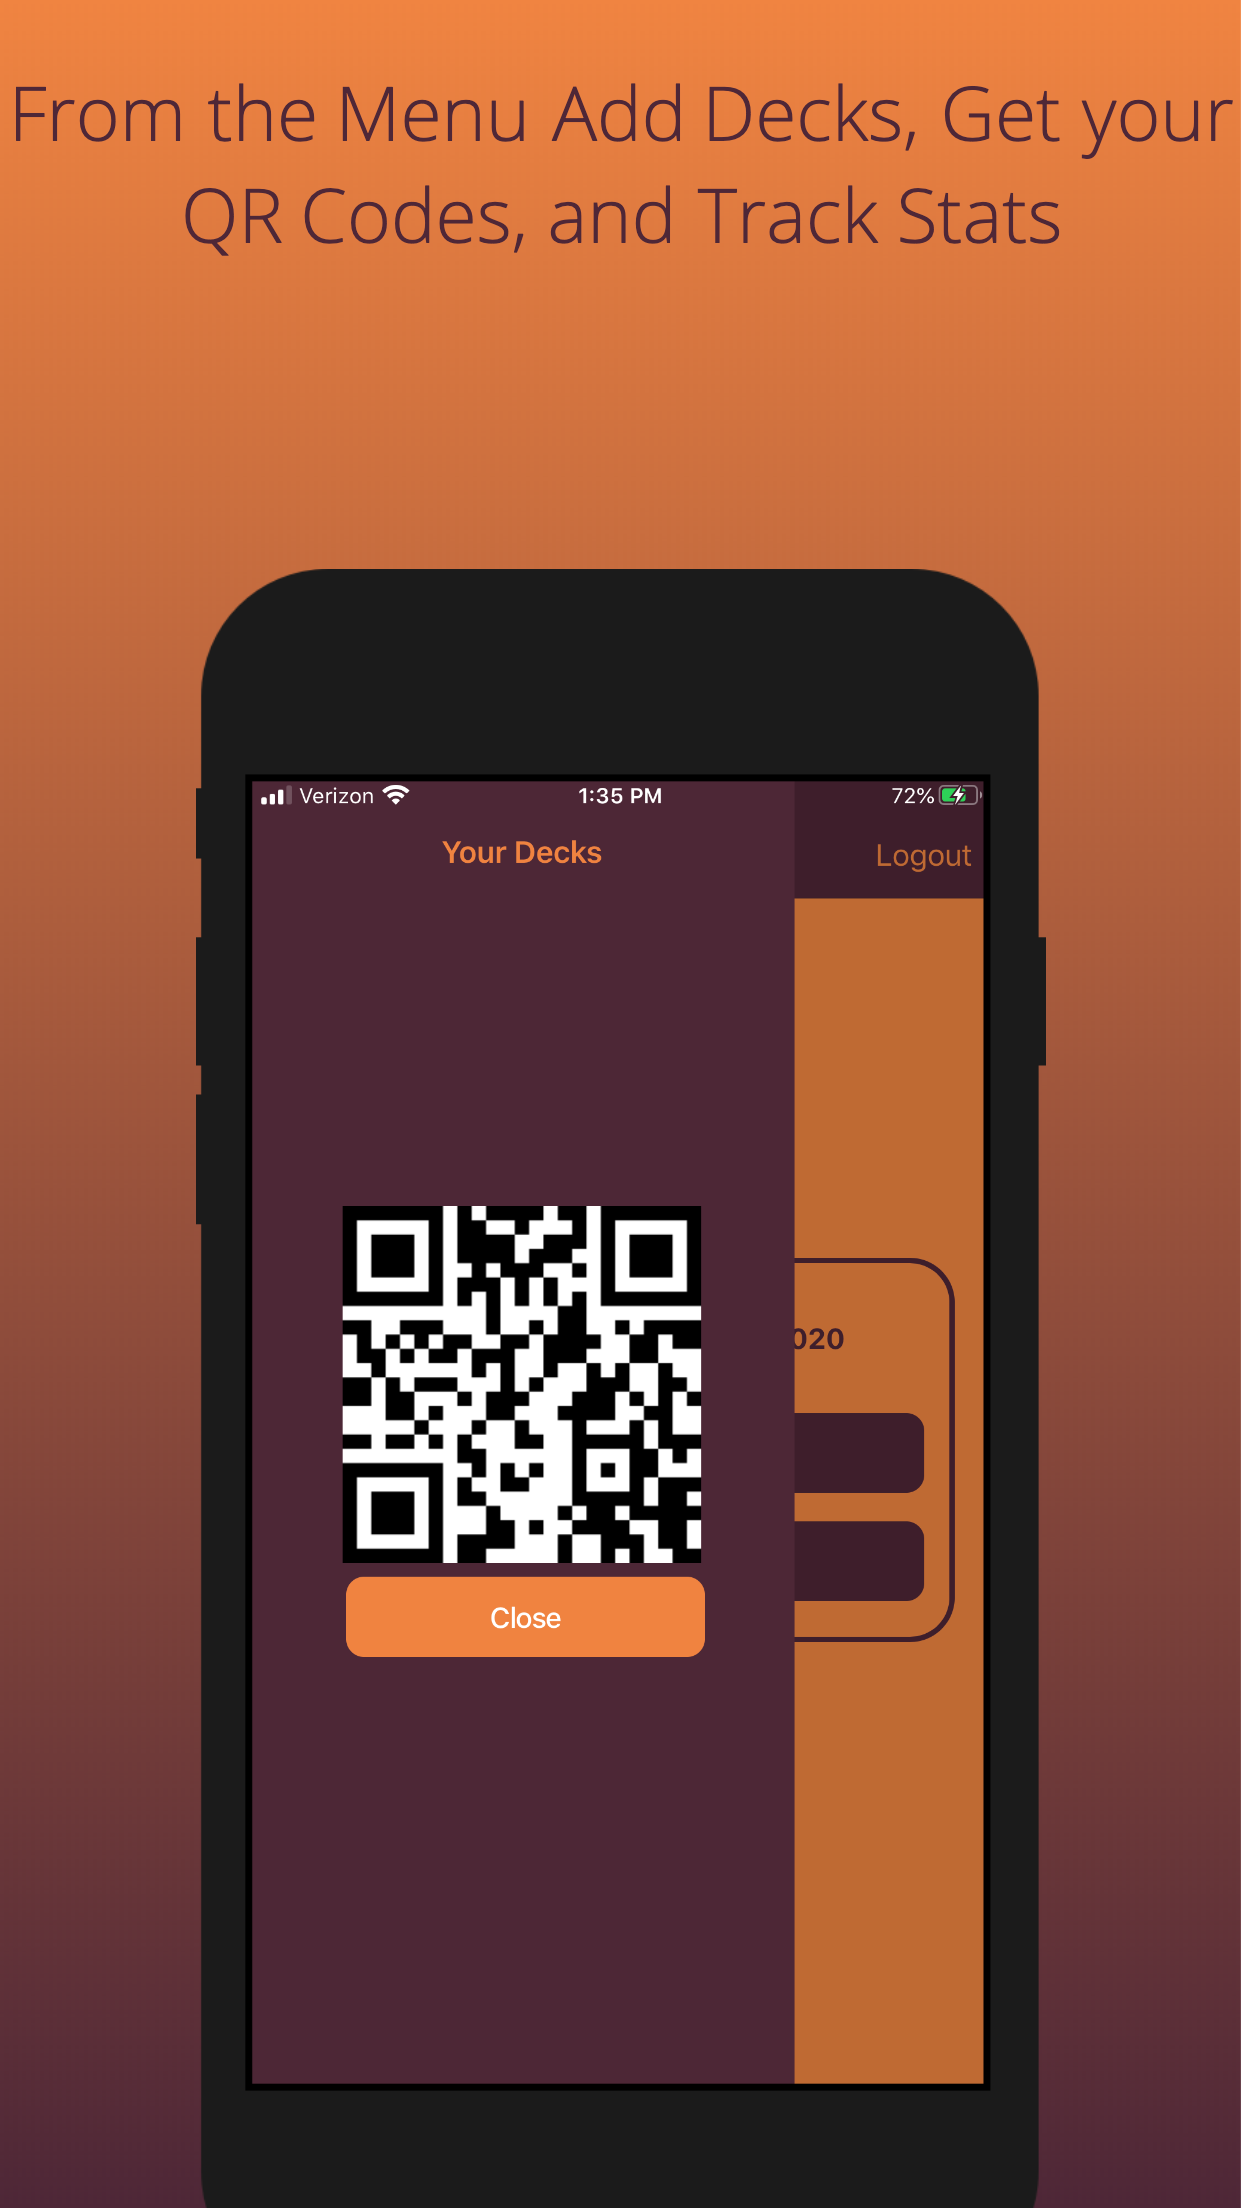 From the Menu Add Decks, Get your
QR Codes, and Track Stats
Verizon 1:35 PM 72%
Your Decks
Logout
020
Close